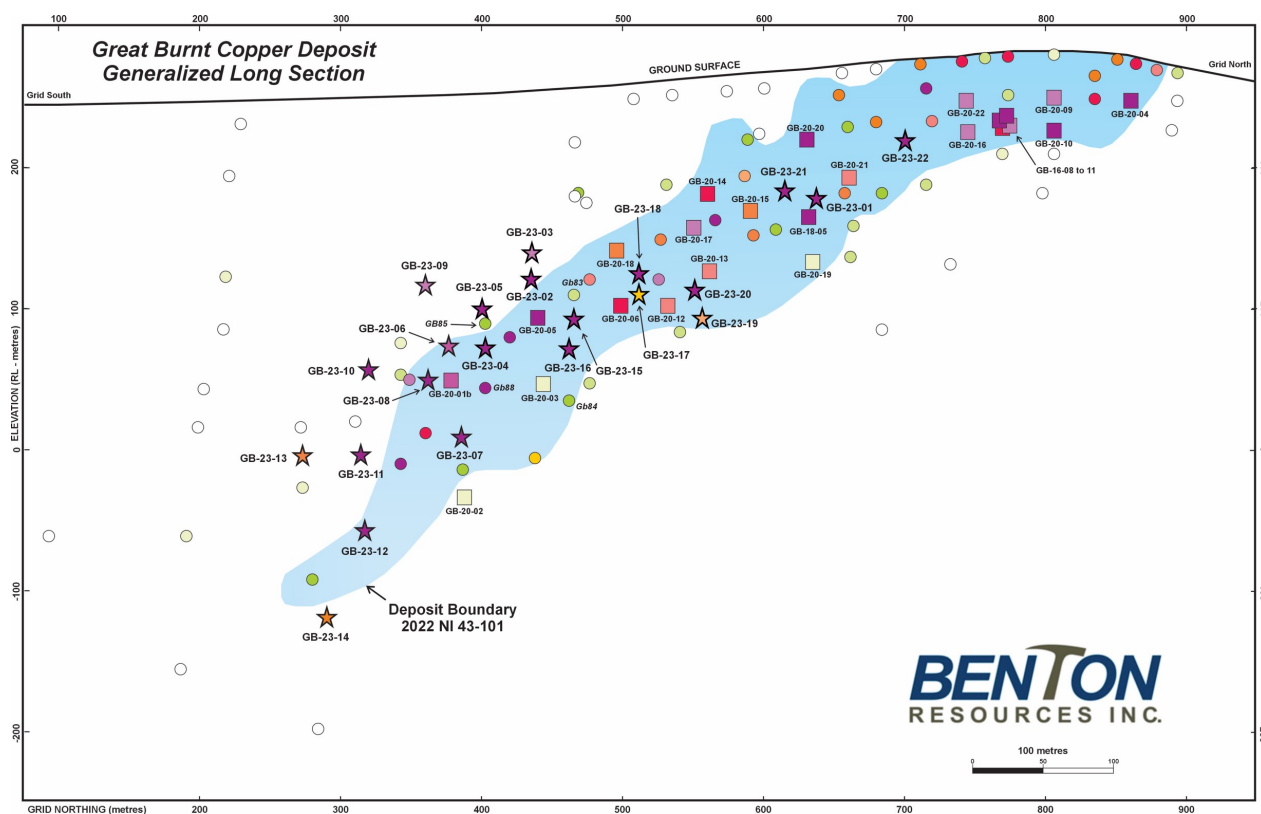 100
200
300
400
500
600
700
800
900
Great Burnt Copper Deposit
Generalized Long Section
GROUND SURFACE
Grid North
Grid South
GB-20-22
GB-20-09
GB-20-04
GB-20-20
GB-23-22
GB-20-16
GB-20-10
GB-16-08 to 11
200
GB-23-21
GB-20-21
GB-20-14
GB-20-15
GB-23-01
GB-23-18
GB-18-05
GB-20-17
GB-23-03
GB-20-18
GB-20-13
GB-20-19
GB-23-09
GB-23-02
Gb83
GB-23-05
GB-23-20
100
GB-20-06
GB-20-12
GB-23-19
GB85
GB-23-06
GB-20-05
GB-23-17
GB-23-04
GB-23-16
GB-23-15
GB-23-10
GB-23-08
GB-20-01b
Gb88
GB-20-03
Gb84
ELEVATION (RL - metres)
0
GB-23-13
GB-23-11
GB-23-07
GB-20-02
GB-23-12
-100
Deposit Boundary
2022 NI 43-101
GB-23-14
BENTON
RESOURCES INC.
-200
100 metres
0
50
100
GRID NORTHING (metres)
200
300
400
500
600
700
800
900